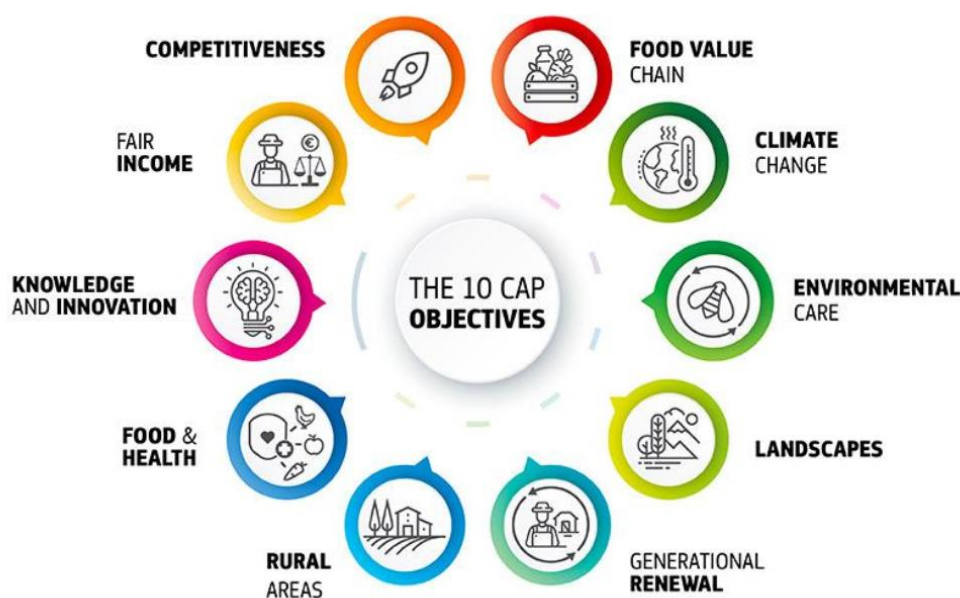 COMPETITIVENESS
FOOD VALUE
CHAIN
FAIR
INCOME
€
CLIMATE
CHANGE
KNOWLEDGE
AND INNOVATION
THE 10 CAP
OBJECTIVES
ENVIRONMENTAL
CARE
FOOD &
HEALTH
LANDSCAPES
RURAL
AREAS
GENERATIONAL
RENEWAL